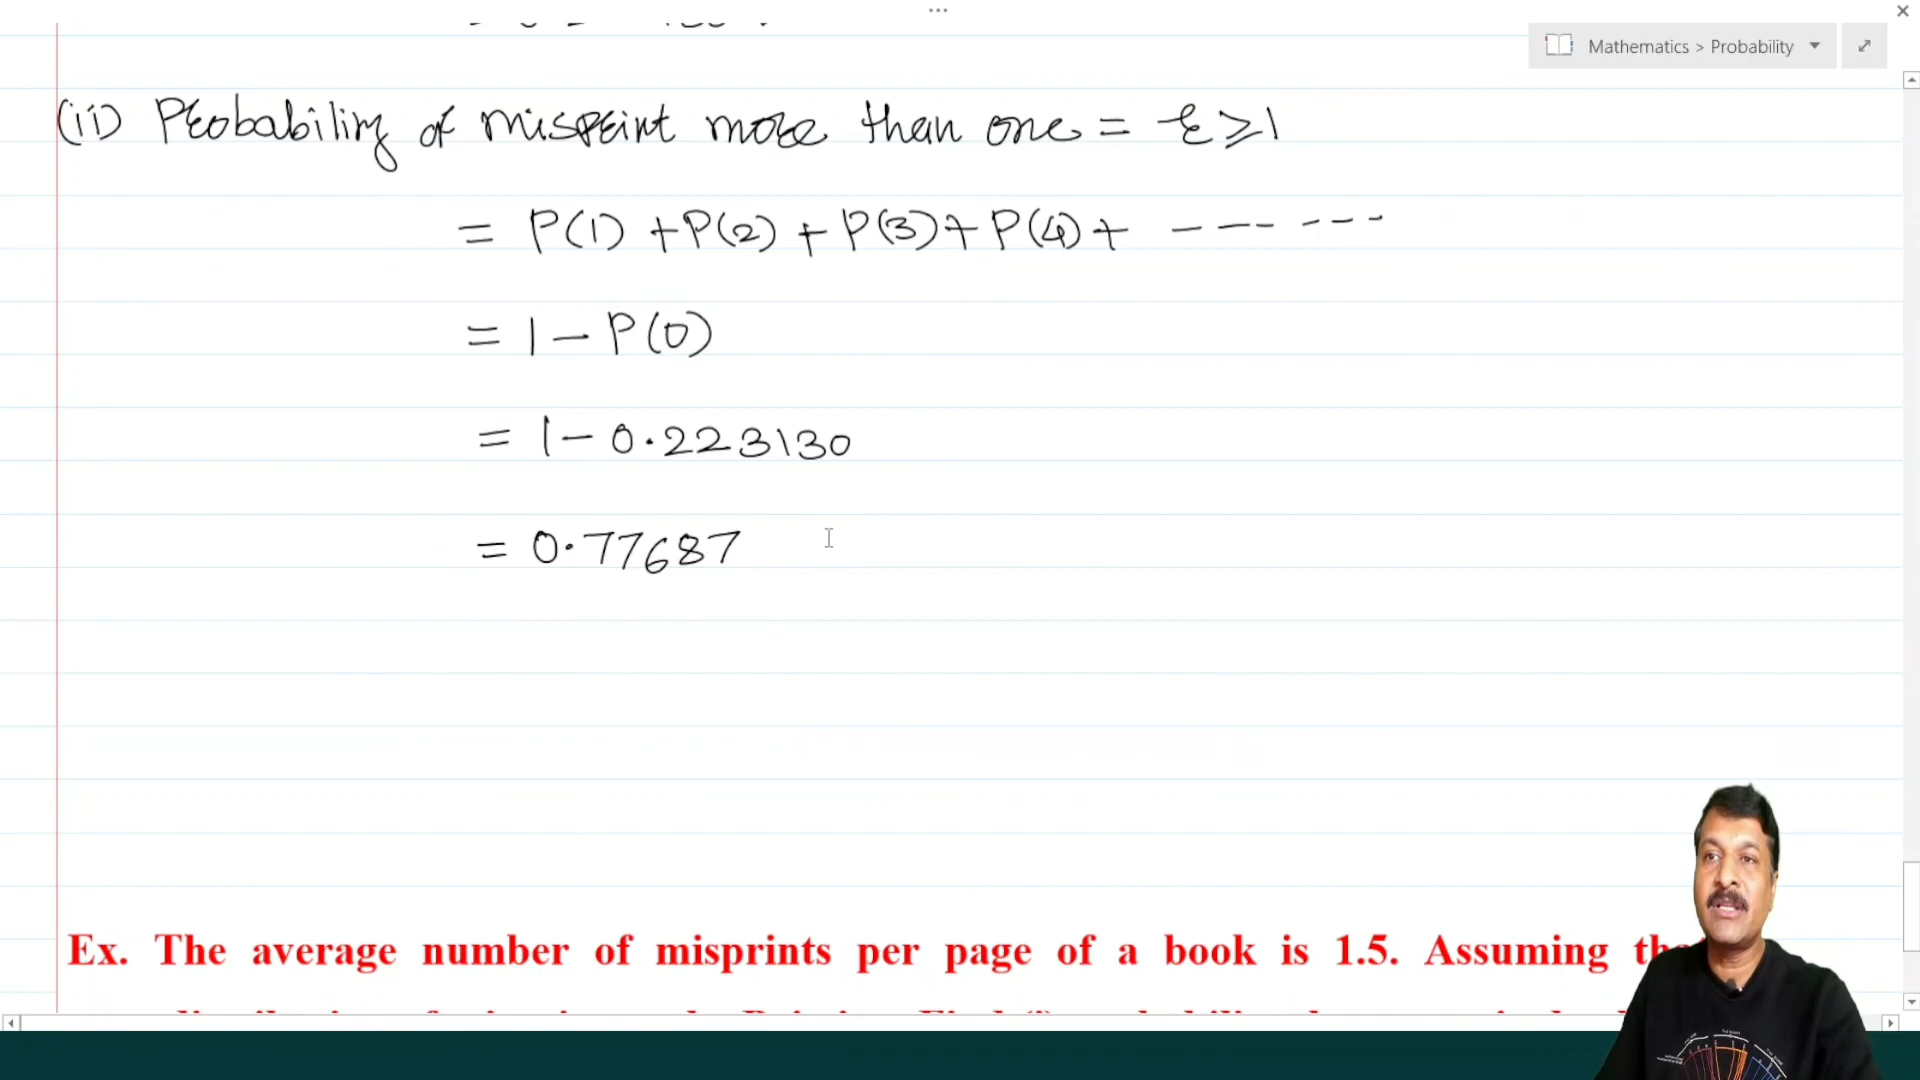 Mathematics > Probability
(ii) Probability of misprint more than one = r ⩾ 1
= P(1) + P(2) + P(3) + P(4) + - - - - - -
= 1 - P(0)
= 1 - 0.223130
= 0.77687
Ex. The average number of misprints per page of a book is 1.5. Assuming